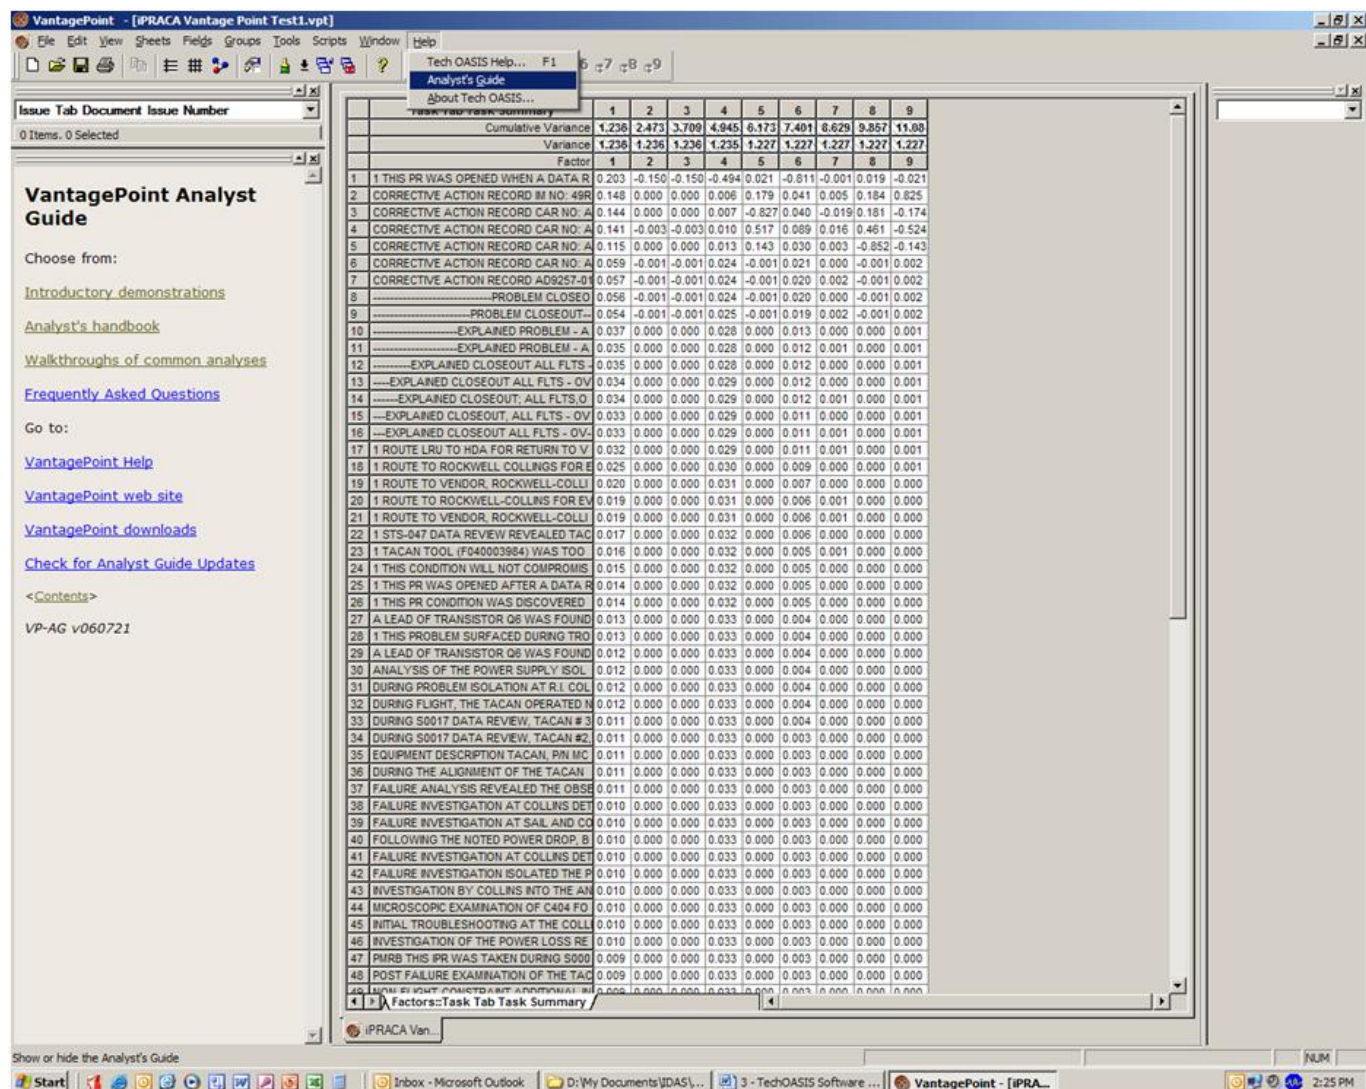 VantagePoint - [iPRACA Vantage Point Test1.vpt]
File Edit View Sheets Fields Groups Tools Scripts Window Help
Tech OASIS Help... F1
Analyst's Guide
About Tech OASIS...
Issue Tab Document Issue Number
0 Items. 0 Selected
VantagePoint Analyst
Guide
Choose from:
Introductory demonstrations
Analyst's handbook
Walkthroughs of common analyses
Frequently Asked Questions
Go to:
VantagePoint Help
VantagePoint web site
VantagePoint downloads
Check for Analyst Guide Updates
<Contents>
VP-AG v060721
Task Tab Task Summary 1 2 3 4 5 6 7 8 9
Cumulative Variance 1.236 2.473 3.709 4.945 6.173 7.401 8.629 9.857 11.08
Variance 1.236 1.236 1.236 1.235 1.227 1.227 1.227 1.227 1.227
Factor 1 2 3 4 5 6 7 8 9
1 1 THIS PR WAS OPENED WHEN A DATA R 0.203 -0.150 -0.150 -0.494 0.021 -0.811 -0.001 0.019 -0.021
2 CORRECTIVE ACTION RECORD IM NO: 49R 0.148 0.000 0.000 0.006 0.179 0.041 0.005 0.184 0.825
3 CORRECTIVE ACTION RECORD CAR NO: A 0.144 0.000 0.000 0.007 -0.827 0.040 -0.019 0.181 -0.174
4 CORRECTIVE ACTION RECORD CAR NO: A 0.141 -0.003 -0.003 0.010 0.517 0.089 0.016 0.461 -0.524
5 CORRECTIVE ACTION RECORD CAR NO: A 0.115 0.000 0.000 0.013 0.143 0.030 0.003 -0.852 -0.143
6 CORRECTIVE ACTION RECORD CAR NO: A 0.059 -0.001 -0.001 0.024 -0.001 0.021 0.000 -0.001 0.002
7 CORRECTIVE ACTION RECORD AD9257-01 0.057 -0.001 -0.001 0.024 -0.001 0.020 0.002 -0.001 0.002
8 ---------------------------PROBLEM CLOSEO 0.056 -0.001 -0.001 0.024 -0.001 0.020 0.000 -0.001 0.002
9 ----------------------PROBLEM CLOSEOUT-- 0.054 -0.001 -0.001 0.025 -0.001 0.019 0.002 -0.001 0.002
10 --------------------EXPLAINED PROBLEM - A 0.037 0.000 0.000 0.028 0.000 0.013 0.000 0.000 0.001
11 --------------------EXPLAINED PROBLEM - A 0.035 0.000 0.000 0.028 0.000 0.012 0.001 0.000 0.001
12 ---------EXPLAINED CLOSEOUT ALL FLTS - 0.035 0.000 0.000 0.028 0.000 0.012 0.000 0.000 0.001
13 ----EXPLAINED CLOSEOUT ALL FLTS - OV 0.034 0.000 0.000 0.029 0.000 0.012 0.000 0.000 0.001
14 ------EXPLAINED CLOSEOUT; ALL FLTS,O 0.034 0.000 0.000 0.029 0.000 0.012 0.001 0.000 0.001
15 ---EXPLAINED CLOSEOUT, ALL FLTS - OV 0.033 0.000 0.000 0.029 0.000 0.011 0.000 0.000 0.001
16 ---EXPLAINED CLOSEOUT ALL FLTS - OV- 0.033 0.000 0.000 0.029 0.000 0.011 0.001 0.000 0.001
17 1 ROUTE LRU TO HDA FOR RETURN TO V 0.032 0.000 0.000 0.029 0.000 0.011 0.001 0.000 0.001
18 1 ROUTE TO ROCKWELL COLLINGS FOR E 0.025 0.000 0.000 0.030 0.000 0.009 0.000 0.000 0.001
19 1 ROUTE TO VENDOR, ROCKWELL-COLLI 0.020 0.000 0.000 0.031 0.000 0.007 0.000 0.000 0.000
20 1 ROUTE TO ROCKWELL-COLLINS FOR EV 0.019 0.000 0.000 0.031 0.000 0.006 0.001 0.000 0.000
21 1 ROUTE TO VENDOR, ROCKWELL-COLLI 0.019 0.000 0.000 0.031 0.000 0.006 0.001 0.000 0.000
22 1 STS-047 DATA REVIEW REVEALED TAC 0.017 0.000 0.000 0.032 0.000 0.006 0.000 0.000 0.000
23 1 TACAN TOOL (F040003984) WAS TOO 0.016 0.000 0.000 0.032 0.000 0.005 0.001 0.000 0.000
24 1 THIS CONDITION WILL NOT COMPROMIS 0.015 0.000 0.000 0.032 0.000 0.005 0.000 0.000 0.000
25 1 THIS PR WAS OPENED AFTER A DATA R 0.014 0.000 0.000 0.032 0.000 0.005 0.000 0.000 0.000
26 1 THIS PR CONDITION WAS DISCOVERED 0.014 0.000 0.000 0.032 0.000 0.005 0.000 0.000 0.000
27 A LEAD OF TRANSISTOR Q6 WAS FOUND 0.013 0.000 0.000 0.033 0.000 0.004 0.000 0.000 0.000
28 1 THIS PROBLEM SURFACED DURING TRO 0.013 0.000 0.000 0.033 0.000 0.004 0.000 0.000 0.000
29 A LEAD OF TRANSISTOR Q6 WAS FOUND 0.012 0.000 0.000 0.033 0.000 0.004 0.000 0.000 0.000
30 ANALYSIS OF THE POWER SUPPLY ISOL 0.012 0.000 0.000 0.033 0.000 0.004 0.000 0.000 0.000
31 DURING PROBLEM ISOLATION AT R.I. COL 0.012 0.000 0.000 0.033 0.000 0.004 0.000 0.000 0.000
32 DURING FLIGHT, THE TACAN OPERATED N 0.012 0.000 0.000 0.033 0.000 0.004 0.000 0.000 0.000
33 DURING S0017 DATA REVIEW, TACAN # 3 0.011 0.000 0.000 0.033 0.000 0.004 0.000 0.000 0.000
34 DURING S0017 DATA REVIEW, TACAN #2, 0.011 0.000 0.000 0.033 0.000 0.003 0.000 0.000 0.000
35 EQUIPMENT DESCRIPTION TACAN, P/N MC 0.011 0.000 0.000 0.033 0.000 0.003 0.000 0.000 0.000
36 DURING THE ALIGNMENT OF THE TACAN 0.011 0.000 0.000 0.033 0.000 0.003 0.000 0.000 0.000
37 FAILURE ANALYSIS REVEALED THE OBSE 0.011 0.000 0.000 0.033 0.000 0.003 0.000 0.000 0.000
38 FAILURE INVESTIGATION AT COLLINS DET 0.010 0.000 0.000 0.033 0.000 0.003 0.000 0.000 0.000
39 FAILURE INVESTIGATION AT SAIL AND CO 0.010 0.000 0.000 0.033 0.000 0.003 0.000 0.000 0.000
40 FOLLOWING THE NOTED POWER DROP, B 0.010 0.000 0.000 0.033 0.000 0.003 0.000 0.000 0.000
41 FAILURE INVESTIGATION AT COLLINS DET 0.010 0.000 0.000 0.033 0.000 0.003 0.000 0.000 0.000
42 FAILURE INVESTIGATION ISOLATED THE P 0.010 0.000 0.000 0.033 0.000 0.003 0.000 0.000 0.000
43 INVESTIGATION BY COLLINS INTO THE AN 0.010 0.000 0.000 0.033 0.000 0.003 0.000 0.000 0.000
44 MICROSCOPIC EXAMINATION OF C404 FO 0.010 0.000 0.000 0.033 0.000 0.003 0.000 0.000 0.000
45 INITIAL TROUBLESHOOTING AT THE COLLI 0.010 0.000 0.000 0.033 0.000 0.003 0.000 0.000 0.000
46 INVESTIGATION OF THE POWER LOSS RE 0.010 0.000 0.000 0.033 0.000 0.003 0.000 0.000 0.000
47 PMRB THIS IPR WAS TAKEN DURING S000 0.009 0.000 0.000 0.033 0.000 0.003 0.000 0.000 0.000
48 POST FAILURE EXAMINATION OF THE TAC 0.009 0.000 0.000 0.033 0.000 0.003 0.000 0.000 0.000
49 NON FLIGHT CONSTRAINT ADDITIONAL IN 0.009 0.000 0.000 0.033 0.000 0.003 0.000 0.000 0.000
Factors::Task Tab Task Summary
iPRACA Van...
Show or hide the Analyst's Guide
NUM
Start
Inbox - Microsoft Outlook
D:\My Documents\IDAS\...
3 - TechOASIS Software ...
VantagePoint - [iPRA...
2:25 PM